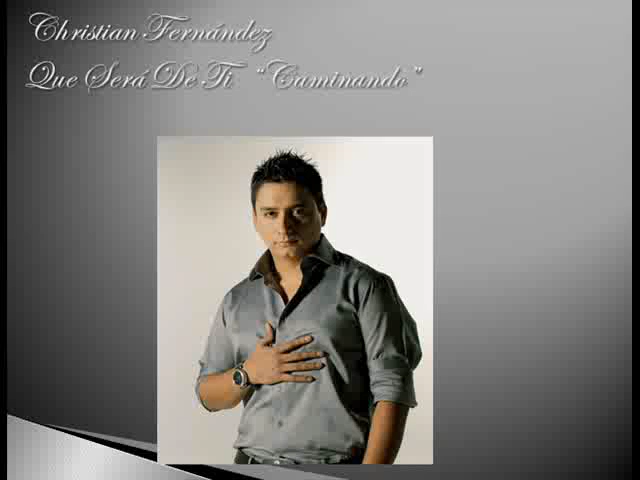 Christian Fernández
Que Será De Ti “Caminando”